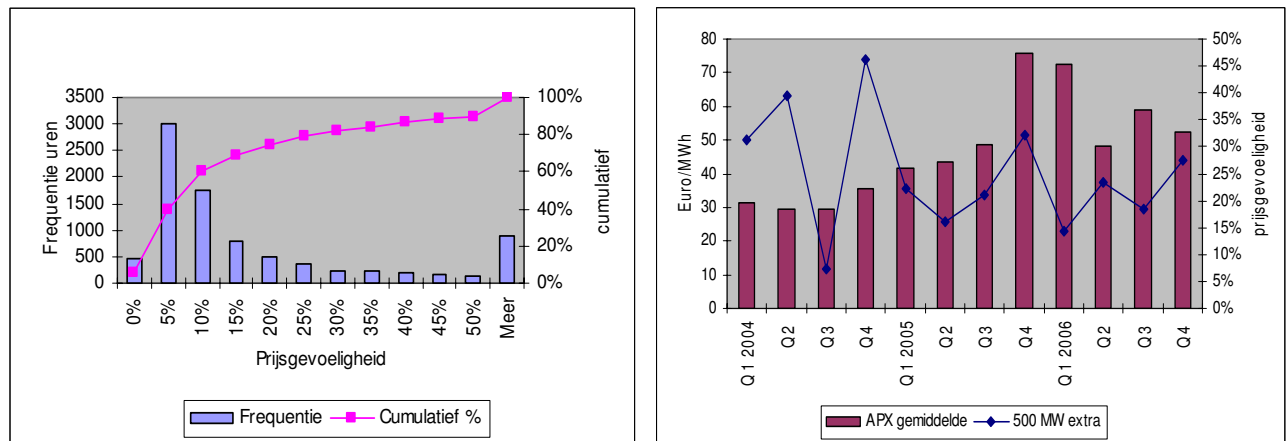 3500
3000
2500
2000
1500
1000
500
0
Frequentie uren
100%
80%
60%
40%
20%
0%
cumulatief
0%
5%
10%
15%
20%
25%
30%
35%
40%
45%
50%
Meer
Prijsgevoeligheid
Frequentie
Cumulatief %
80
70
60
50
40
30
20
10
0
Euro/MWh
50%
45%
40%
35%
30%
25%
20%
15%
10%
5%
0%
prijsgevoeligheid
Q1 2004
Q2
Q3
Q4
Q1 2005
Q2
Q3
Q4
Q1 2006
Q2
Q3
Q4
APX gemiddelde
500 MW extra